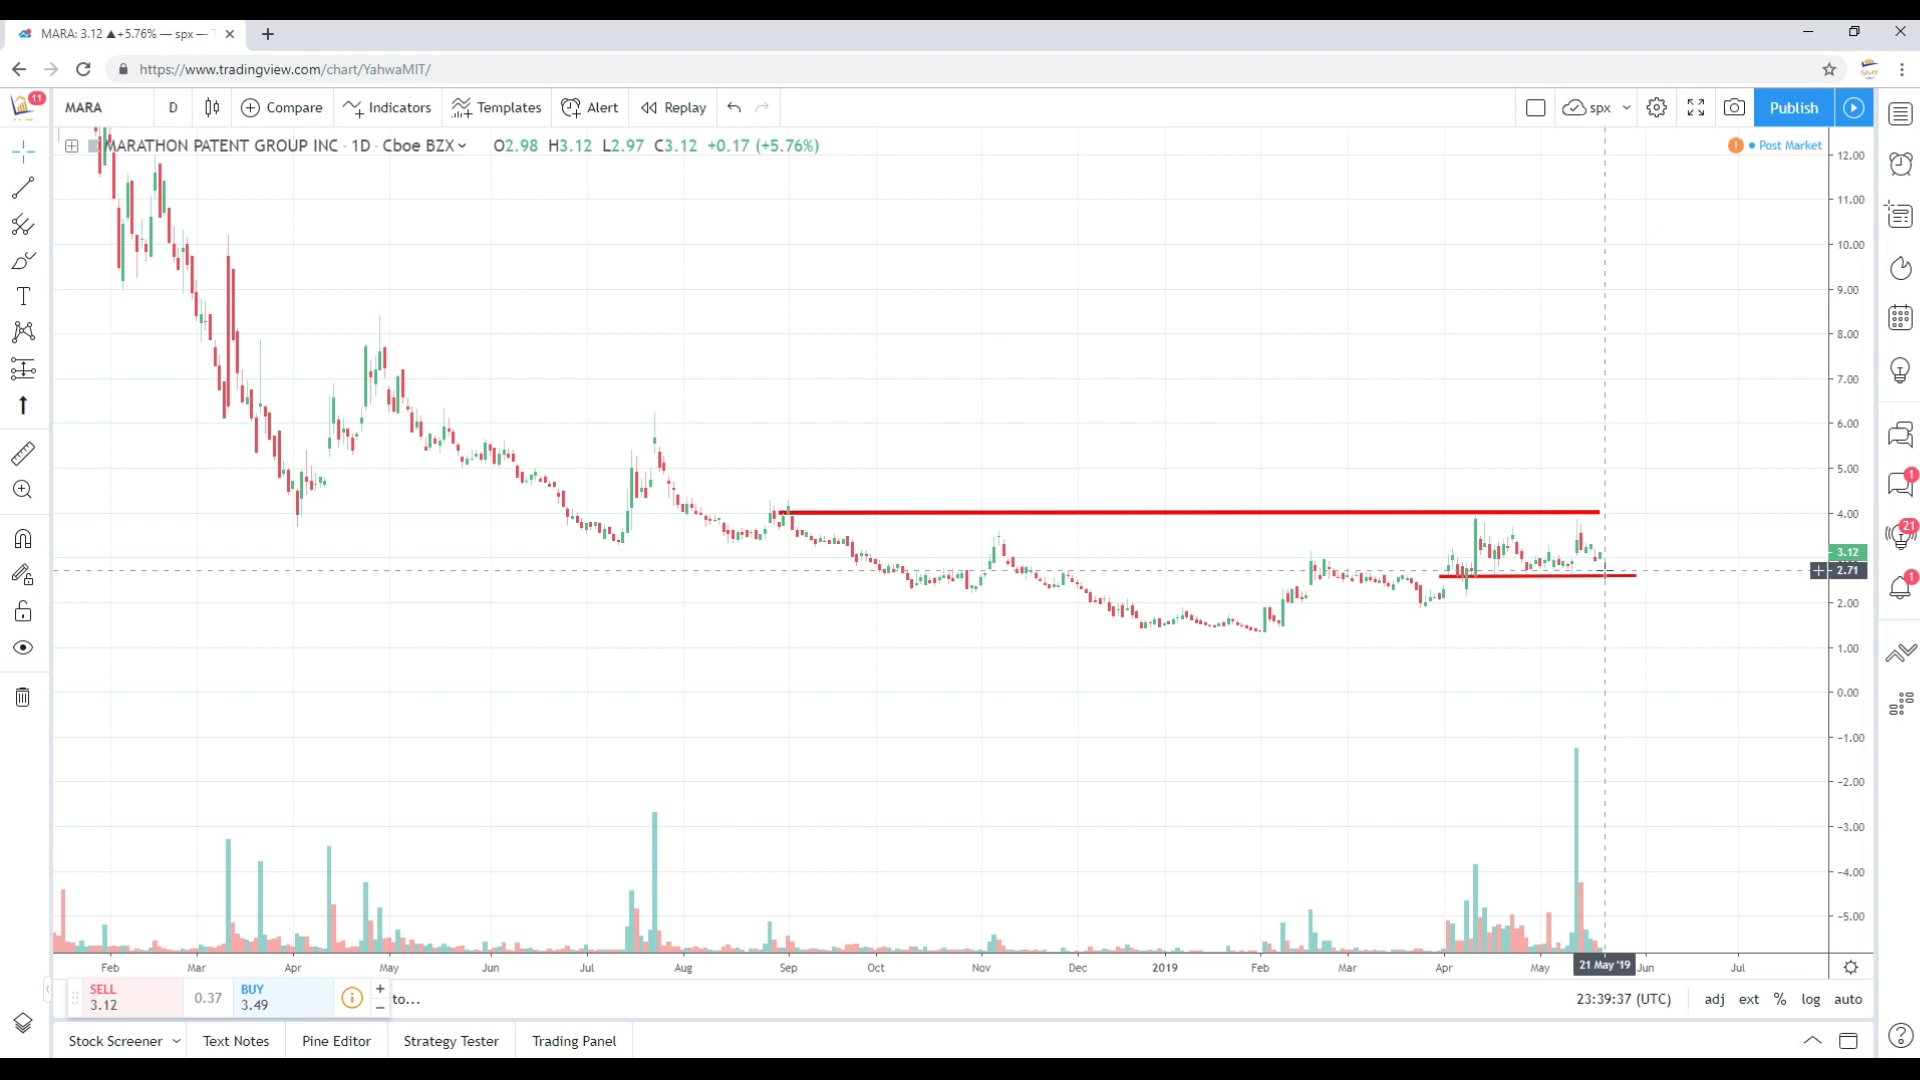 MARA: 3.12 ▲+5.76% — spx —
https://www.tradingview.com/chart/YahwaMIT/
11
MARA D Compare Indicators Templates Alert Replay spx Publish
MARATHON PATENT GROUP INC · 1D · Cboe BZX O2.98 H3.12 L2.97 C3.12 +0.17 (+5.76%)
Post Market
12.00
11.00
10.00
9.00
8.00
7.00
6.00
5.00
4.00
3.12
2.71
2.00
1.00
0.00
-1.00
-2.00
-3.00
-4.00
-5.00
1
21
1
Feb Mar Apr May Jun Jul Aug Sep Oct Nov Dec 2019 Feb Mar Apr May 21 May '19 Jun Jul
SELL
3.12
0.37
BUY
3.49
to...
23:39:37 (UTC) adj ext % log auto
Stock Screener Text Notes Pine Editor Strategy Tester Trading Panel